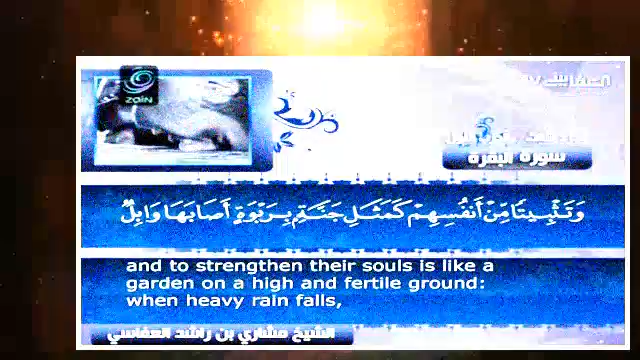 zain
سورة البقرة
وَتَثْبِيتًا مِّنْ أَنفُسِهِمْ كَمَثَلِ جَنَّةٍ بِرَبْوَةٍ أَصَابَهَا وَابِلٌ
and to strengthen their souls is like a
garden on a high and fertile ground:
when heavy rain falls,
الشيخ مشاري بن راشد العفاسي